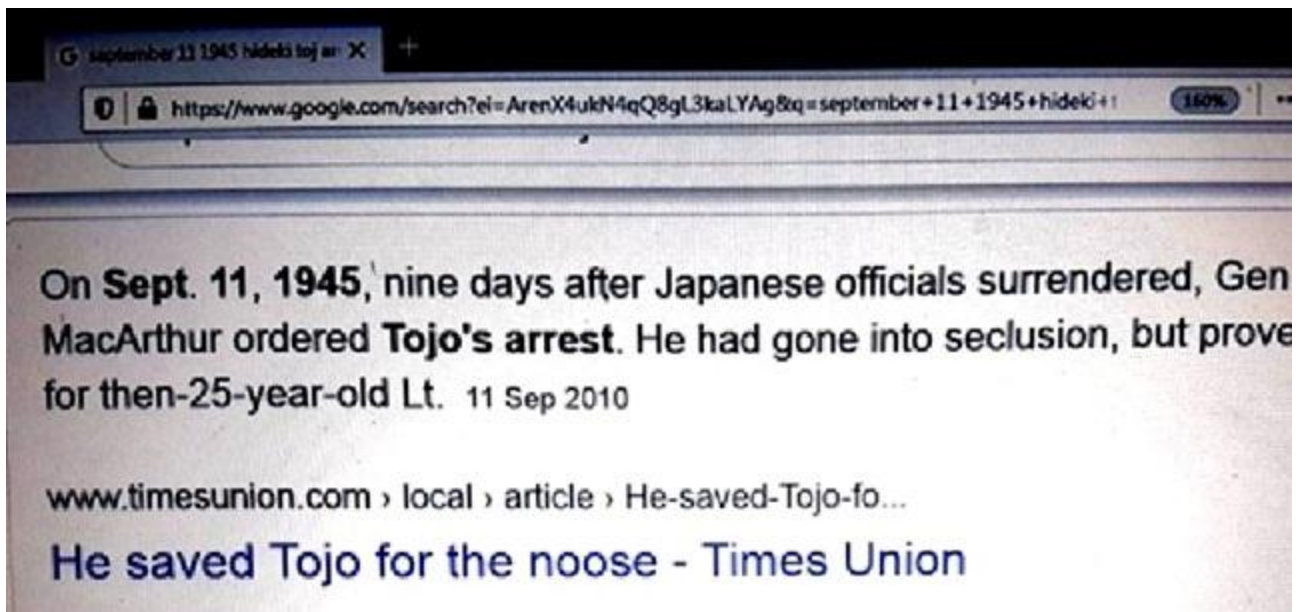 G september 11 1945 hideki toj ar X +
https://www.google.com/search?ei=ArenX4ukN4qQ8gL3kaLYAg&q=september+11+1945+hideki+t 160%
On Sept. 11, 1945, nine days after Japanese officials surrendered, Gen
MacArthur ordered Tojo's arrest. He had gone into seclusion, but prove
for then-25-year-old Lt. 11 Sep 2010
www.timesunion.com › local › article › He-saved-Tojo-fo...
He saved Tojo for the noose - Times Union